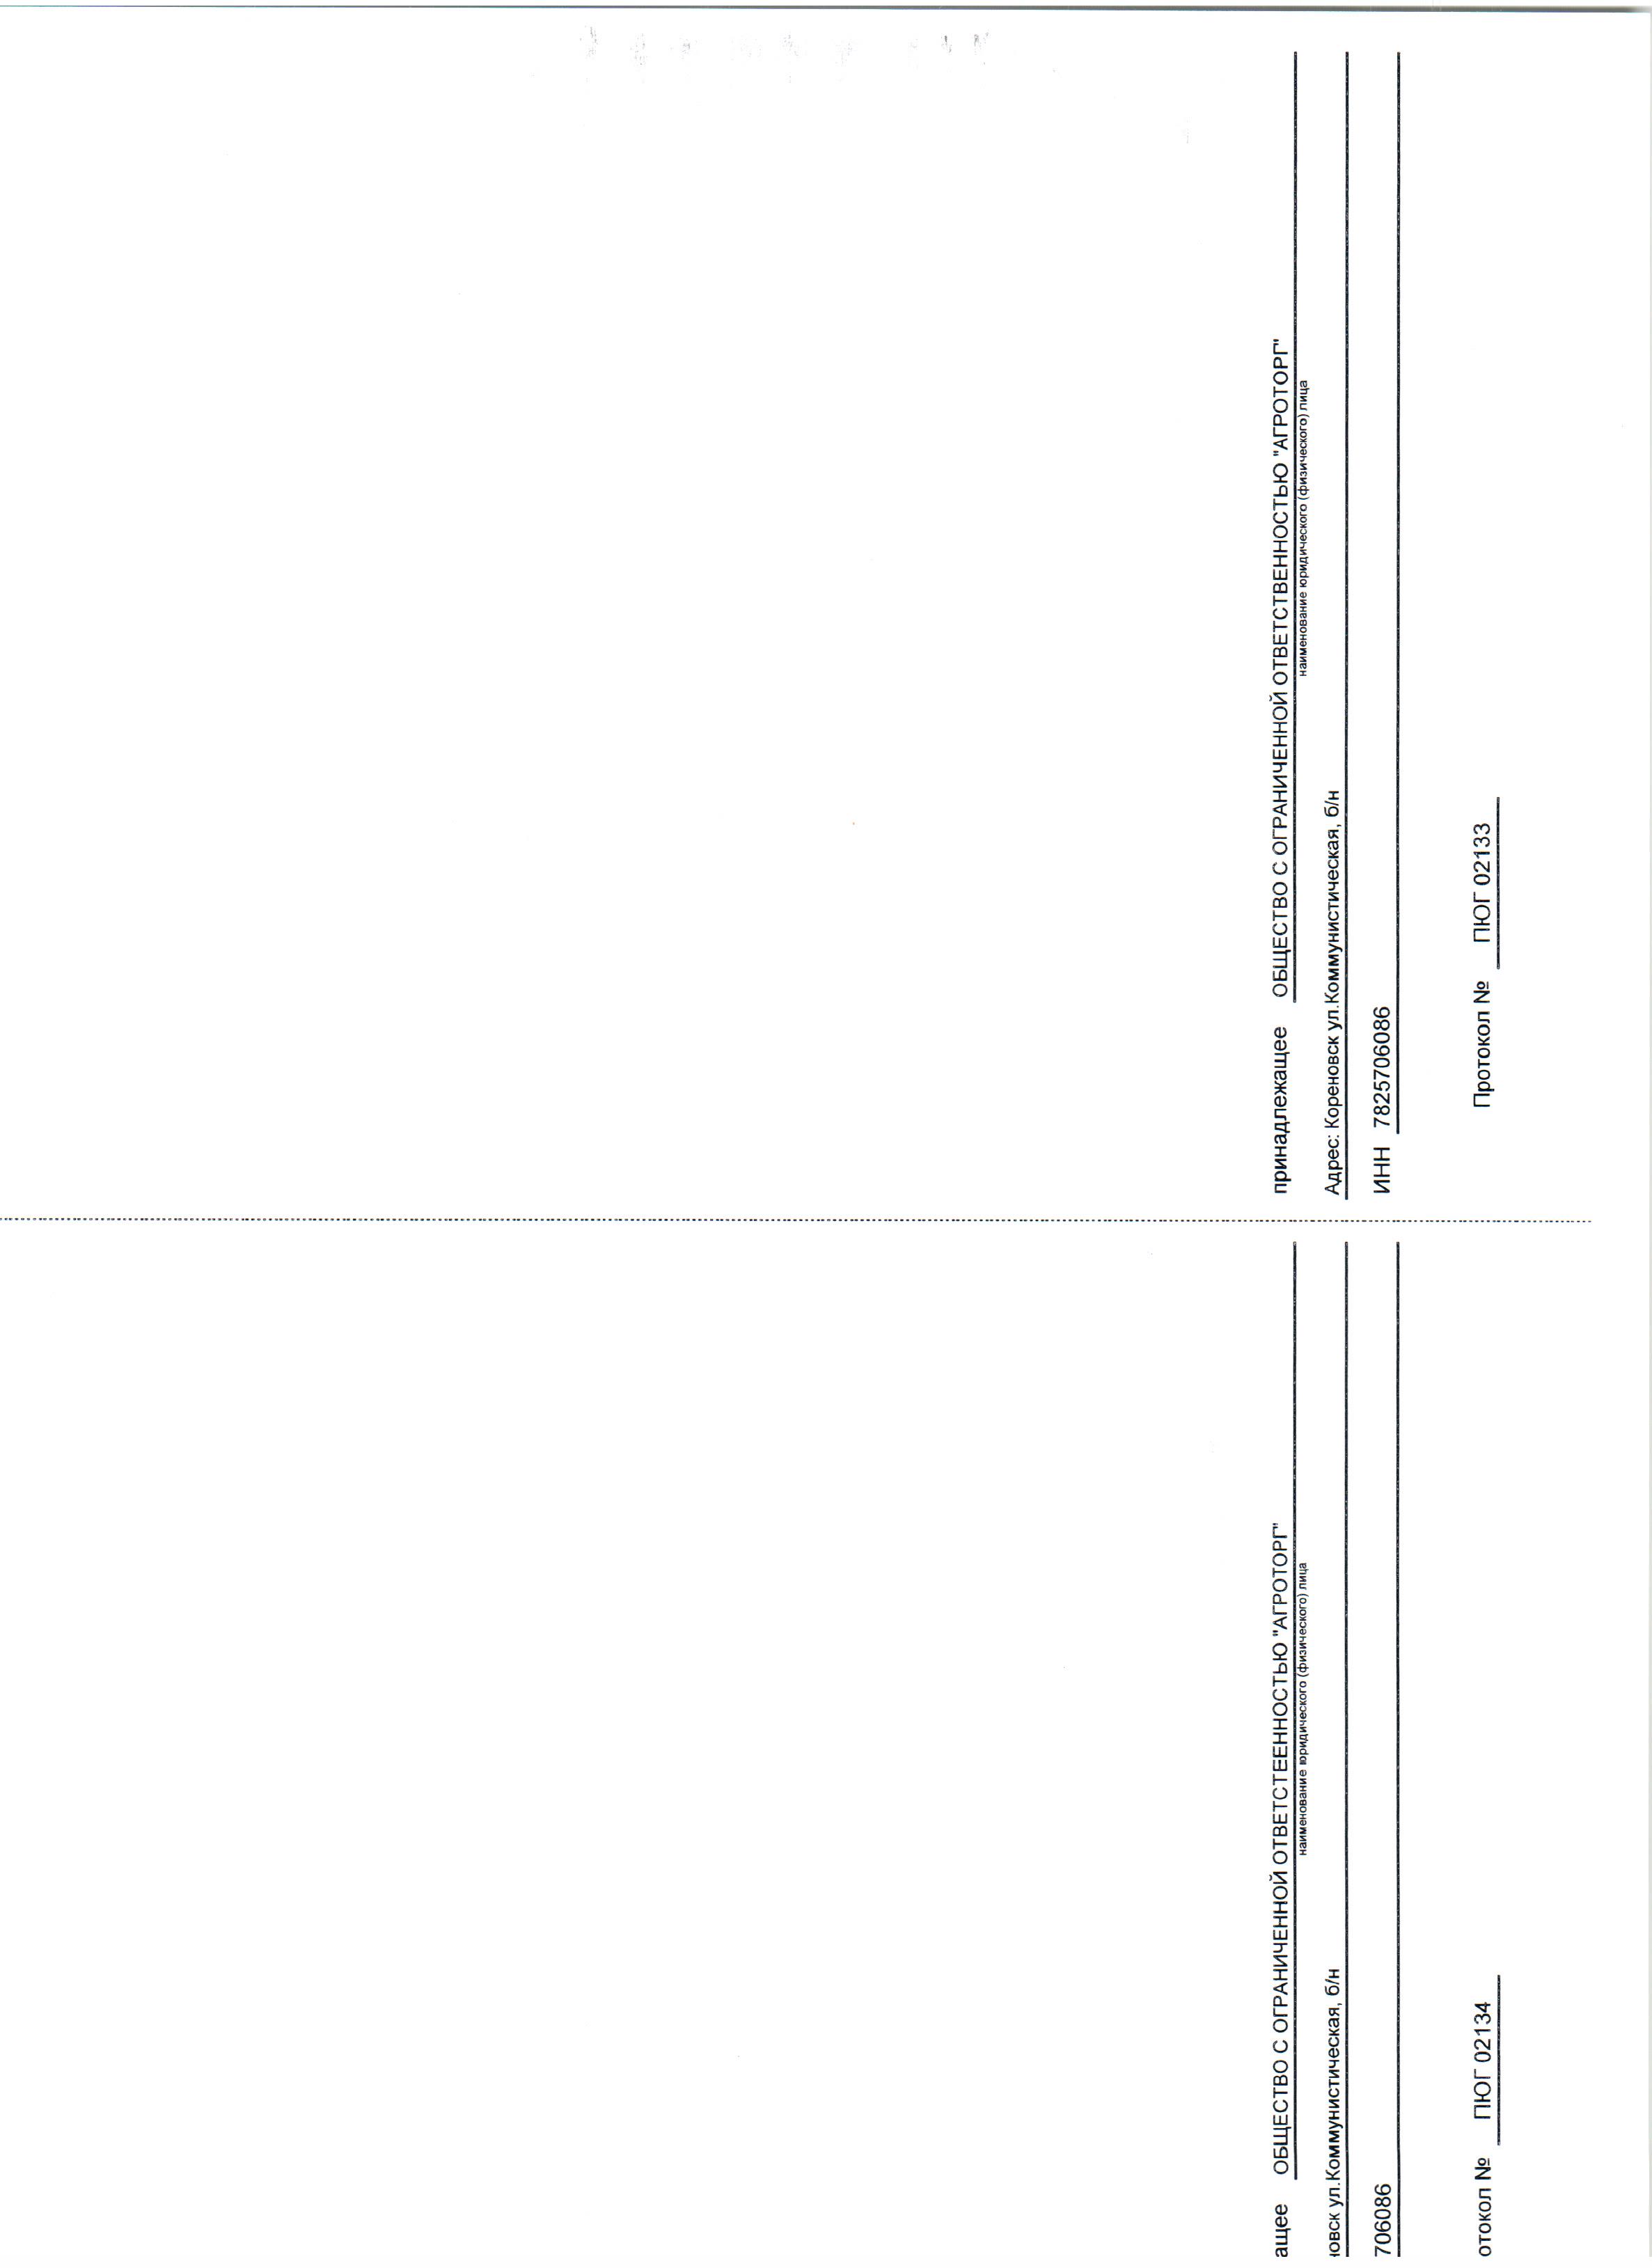 ащее ОБЩЕСТВО С ОГРАНИЧЕННОЙ ОТВЕТСТЕЕННОСТЬЮ "АГРОТОРГ"
наименование юридического (физического) лица
новск ул.Коммунистическая, б/н
706086
отокол № ПЮГ 02134
принадлежащее ОБЩЕСТВО С ОГРАНИЧЕННОЙ ОТВЕТСТВЕННОСТЬЮ "АГРОТОРГ"
наименование юридического (физического) лица
Адрес: Кореновск ул.Коммунистическая, б/н
ИНН 7825706086
Протокол № ПЮГ 02133